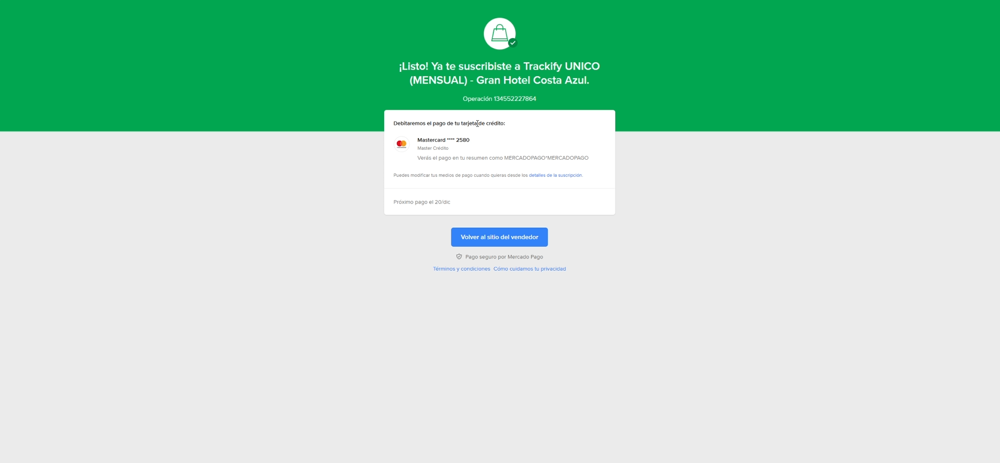 ¡Listo! Ya te suscribiste a Trackify UNICO
(MENSUAL) - Gran Hotel Costa Azul.
Operación 134552227864
Debitaremos el pago de tu tarjeta de crédito:
Mastercard **** 2580
Master Crédito
Verás el pago en tu resumen como MERCADOPAGO*MERCADOPAGO
Puedes modificar tus medios de pago cuando quieras desde los detalles de la suscripción.
Próximo pago el 20/dic
Volver al sitio del vendedor
Pago seguro por Mercado Pago
Términos y condiciones Cómo cuidamos tu privacidad